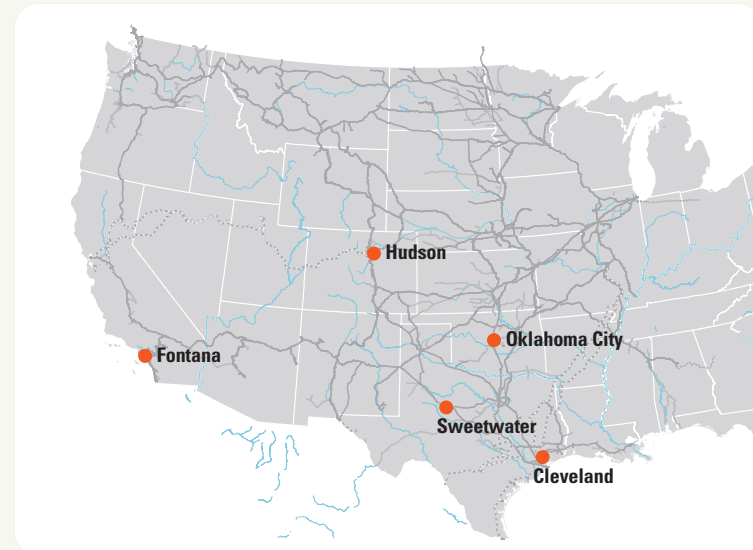 Hudson
Oklahoma City
Fontana
Sweetwater
Cleveland